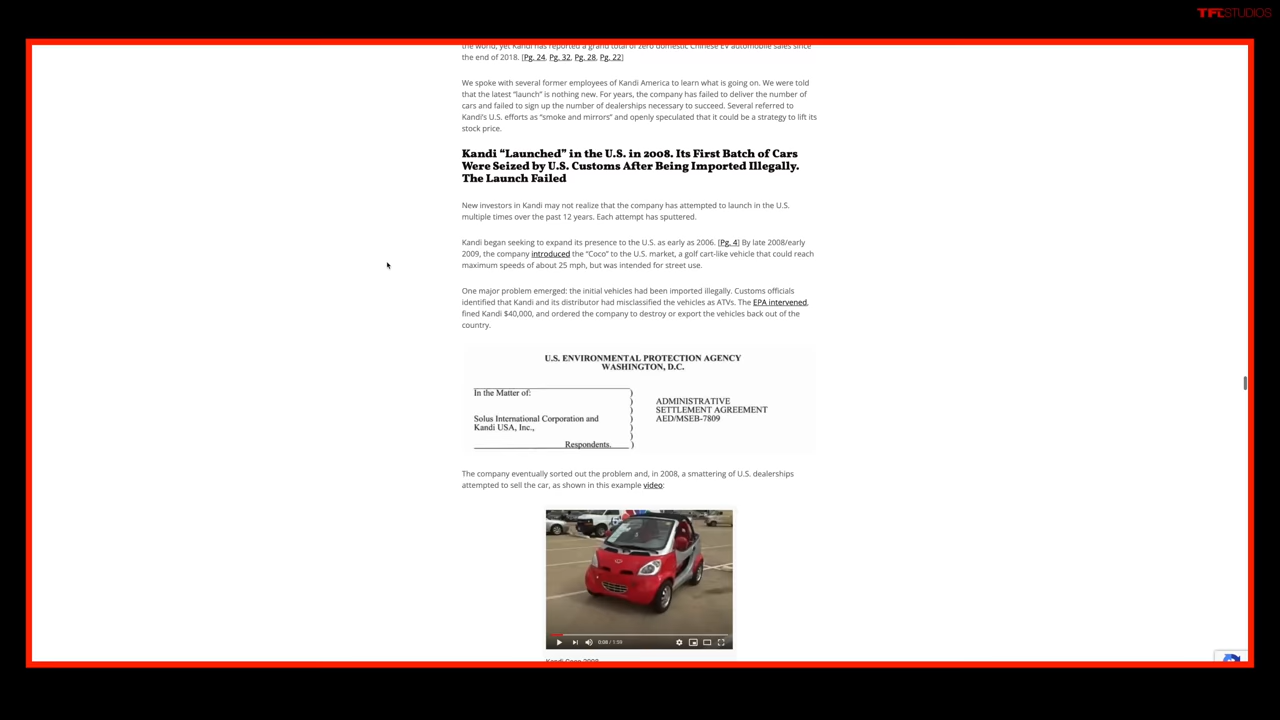 TFLSTUDIOS
the world, yet Kandi has reported a grand total of zero domestic Chinese EV automobile sales since
the end of 2018. [Pg. 24, Pg. 32, Pg. 28, Pg. 22]
We spoke with several former employees of Kandi America to learn what is going on. We were told
that the latest “launch” is nothing new. For years, the company has failed to deliver the number of
cars and failed to sign up the number of dealerships necessary to succeed. Several referred to
Kandi’s U.S. efforts as “smoke and mirrors” and openly speculated that it could be a strategy to lift its
stock price.
Kandi “Launched” in the U.S. in 2008. Its First Batch of Cars
Were Seized by U.S. Customs After Being Imported Illegally.
The Launch Failed
New investors in Kandi may not realize that the company has attempted to launch in the U.S.
multiple times over the past 12 years. Each attempt has sputtered.
Kandi began seeking to expand its presence to the U.S. as early as 2006. [Pg. 4] By late 2008/early
2009, the company introduced the “Coco” to the U.S. market, a golf cart-like vehicle that could reach
maximum speeds of about 25 mph, but was intended for street use.
One major problem emerged: the initial vehicles had been imported illegally. Customs officials
identified that Kandi and its distributor had misclassified the vehicles as ATVs. The EPA intervened,
fined Kandi $40,000, and ordered the company to destroy or export the vehicles back out of the
country.
U.S. ENVIRONMENTAL PROTECTION AGENCY
WASHINGTON, D.C.
In the Matter of:
Solus International Corporation and
Kandi USA, Inc.,
Respondents.
ADMINISTRATIVE
SETTLEMENT AGREEMENT
AED/MSEB-7809
The company eventually sorted out the problem and, in 2008, a smattering of U.S. dealerships
attempted to sell the car, as shown in this example video:
0:08 / 1:59
Kandi Coco 2008